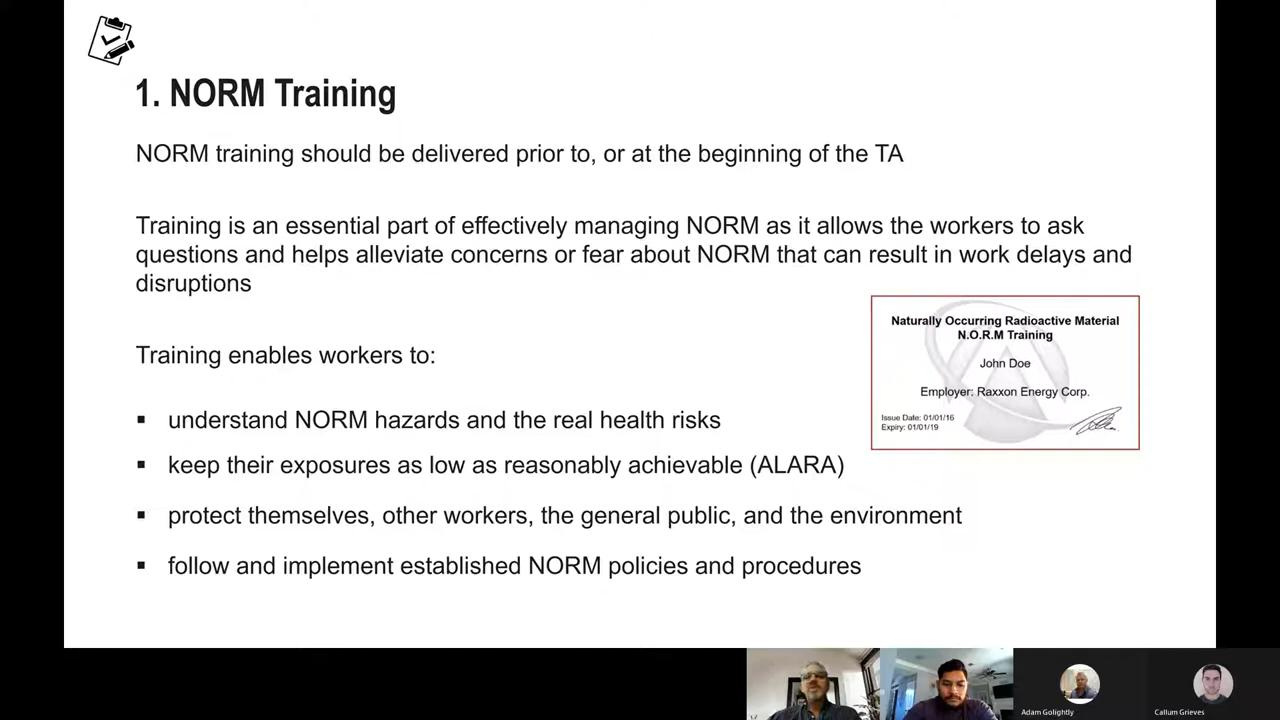 1. NORM Training
NORM training should be delivered prior to, or at the beginning of the TA
Training is an essential part of effectively managing NORM as it allows the workers to ask
questions and helps alleviate concerns or fear about NORM that can result in work delays and
disruptions
Naturally Occurring Radioactive Material
N.O.R.M Training
John Doe
Employer: Raxxon Energy Corp.
Issue Date: 01/01/16
Expiry: 01/01/19
Training enables workers to:
▪ understand NORM hazards and the real health risks
▪ keep their exposures as low as reasonably achievable (ALARA)
▪ protect themselves, other workers, the general public, and the environment
▪ follow and implement established NORM policies and procedures
Adam Golightly
Callum Grieves